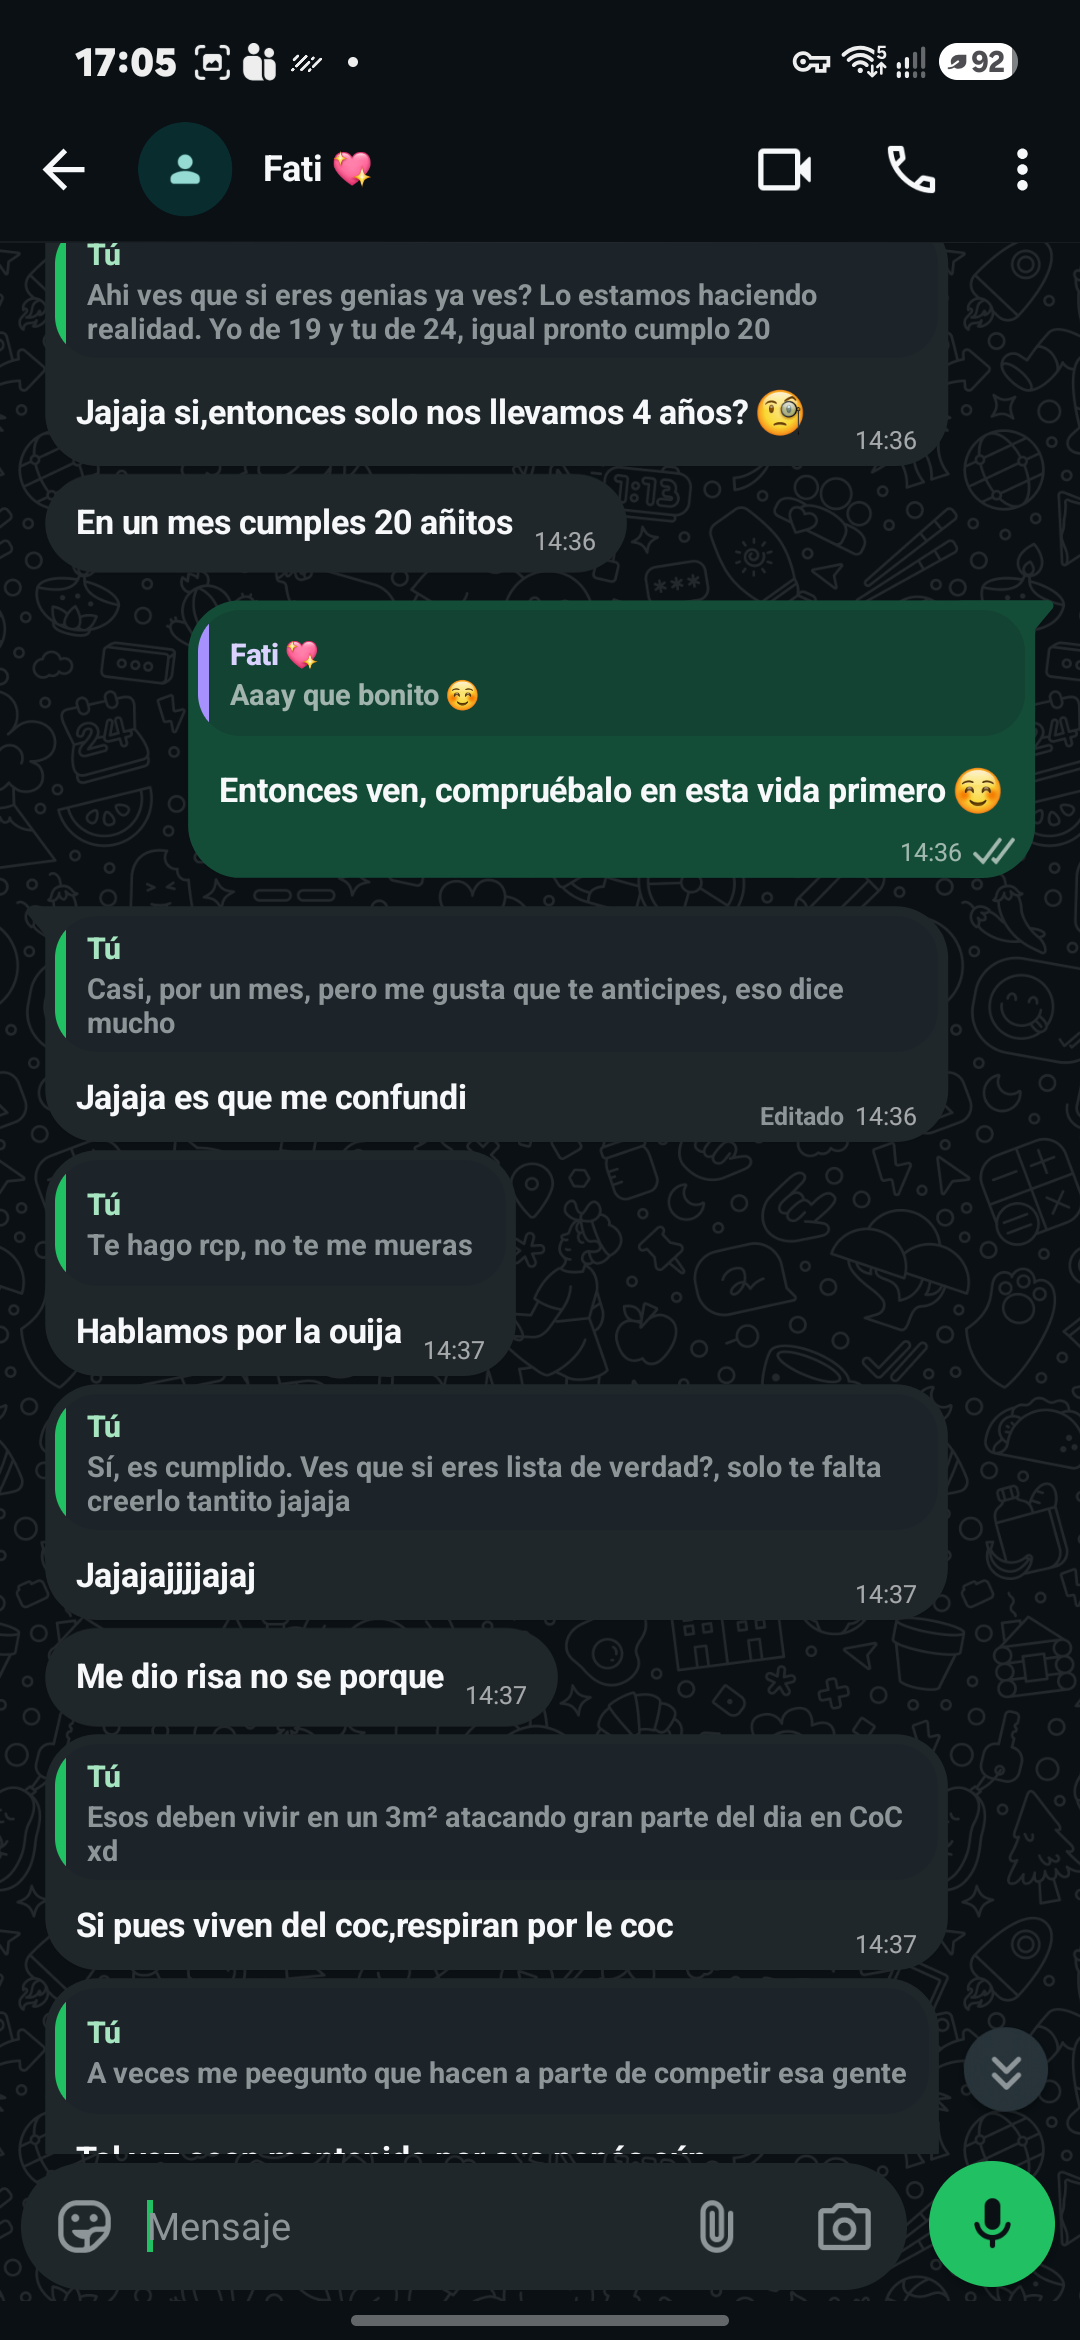 17:05
5
92
Fati 💖
Tú
Ahi ves que si eres genias ya ves? Lo estamos haciendo
realidad. Yo de 19 y tu de 24, igual pronto cumplo 20
Jajaja si,entonces solo nos llevamos 4 años? 🧐
14:36
En un mes cumples 20 añitos
14:36
Fati 💖
Aaay que bonito ☺️
Entonces ven, compruébalo en esta vida primero ☺️
14:36
Tú
Casi, por un mes, pero me gusta que te anticipes, eso dice
mucho
Jajaja es que me confundi
Editado 14:36
Tú
Te hago rcp, no te me mueras
Hablamos por la ouija
14:37
Tú
Sí, es cumplido. Ves que si eres lista de verdad?, solo te falta
creerlo tantito jajaja
Jajajajjjjajaj
14:37
Me dio risa no se porque
14:37
Tú
Esos deben vivir en un 3m² atacando gran parte del dia en CoC
xd
Si pues viven del coc,respiran por le coc
14:37
Tú
A veces me peegunto que hacen a parte de competir esa gente
Mensaje